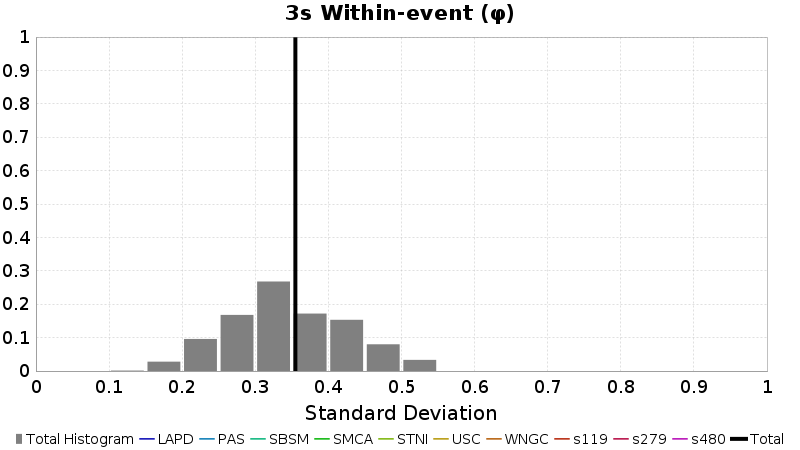 3s Within-event (φ)
1
0.9
0.8
0.7
0.6
0.5
0.4
0.3
0.2
0.1
0
0 0.1 0.2 0.3 0.4 0.5 0.6 0.7 0.8 0.9 1
Standard Deviation
Total Histogram LAPD PAS SBSM SMCA STNI USC WNGC s119 s279 s480 Total